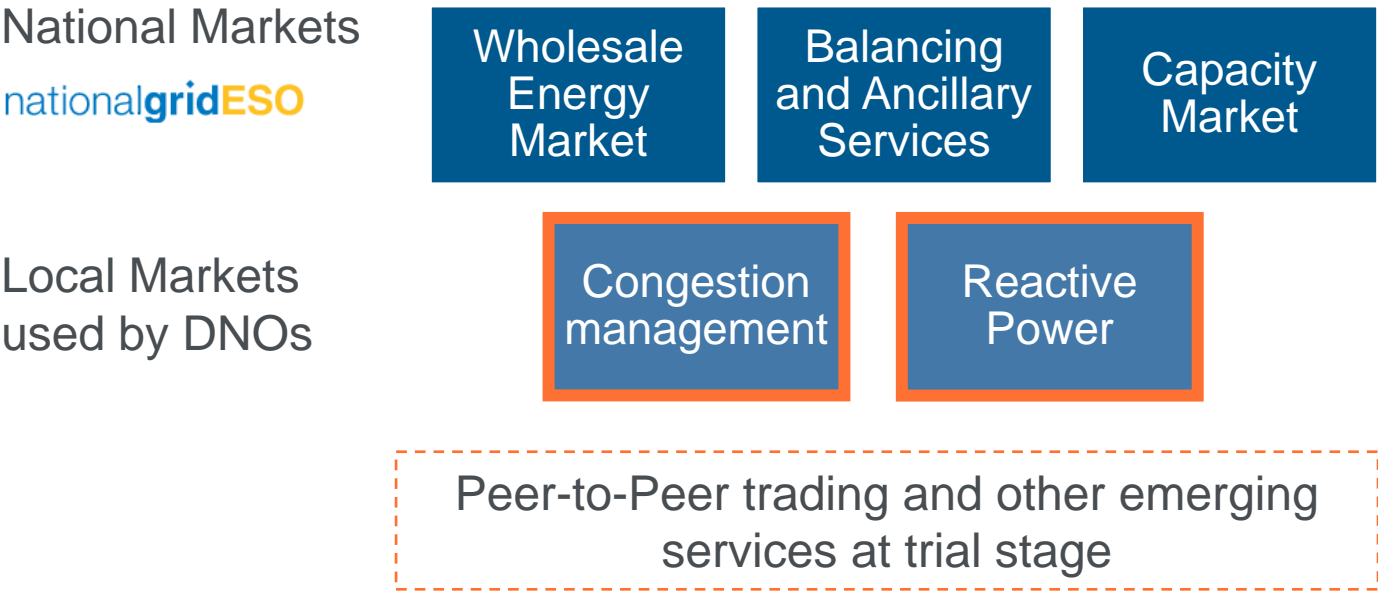 National Markets
nationalgridESO
Wholesale
Energy
Market
Balancing
and Ancillary
Services
Capacity
Market
Local Markets
used by DNOs
Congestion
management
Reactive
Power
Peer-to-Peer trading and other emerging
services at trial stage